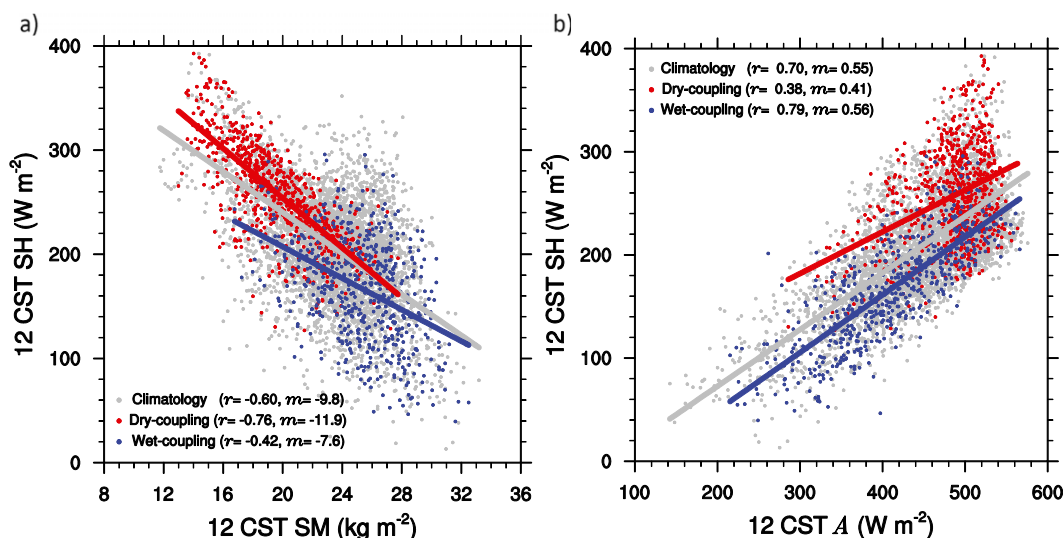 a)
400
300
200
100
0
12 CST SH (W m-2)
Climatology (r= -0.60, m= -9.8)
Dry-coupling (r= -0.76, m= -11.9)
Wet-coupling (r= -0.42, m= -7.6)
8 12 16 20 24 28 32 36
12 CST SM (kg m-2)
b)
400
300
200
100
0
12 CST SH (W m-2)
Climatology (r= 0.70, m= 0.55)
Dry-coupling (r= 0.38, m= 0.41)
Wet-coupling (r= 0.79, m= 0.56)
100 200 300 400 500 600
12 CST A (W m-2)